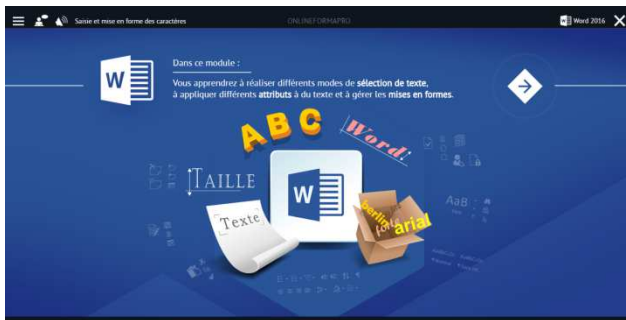 Saisie et mise en forme des caractères
ONLINEFORMAPRO
Word 2016
Dans ce module :
Vous apprendrez à réaliser différents modes de sélection de texte,
à appliquer différents attributs à du texte et à gérer les mises en formes.
W
ABC
Word
TAILLE
W
Texte
berlin
arial
AaB